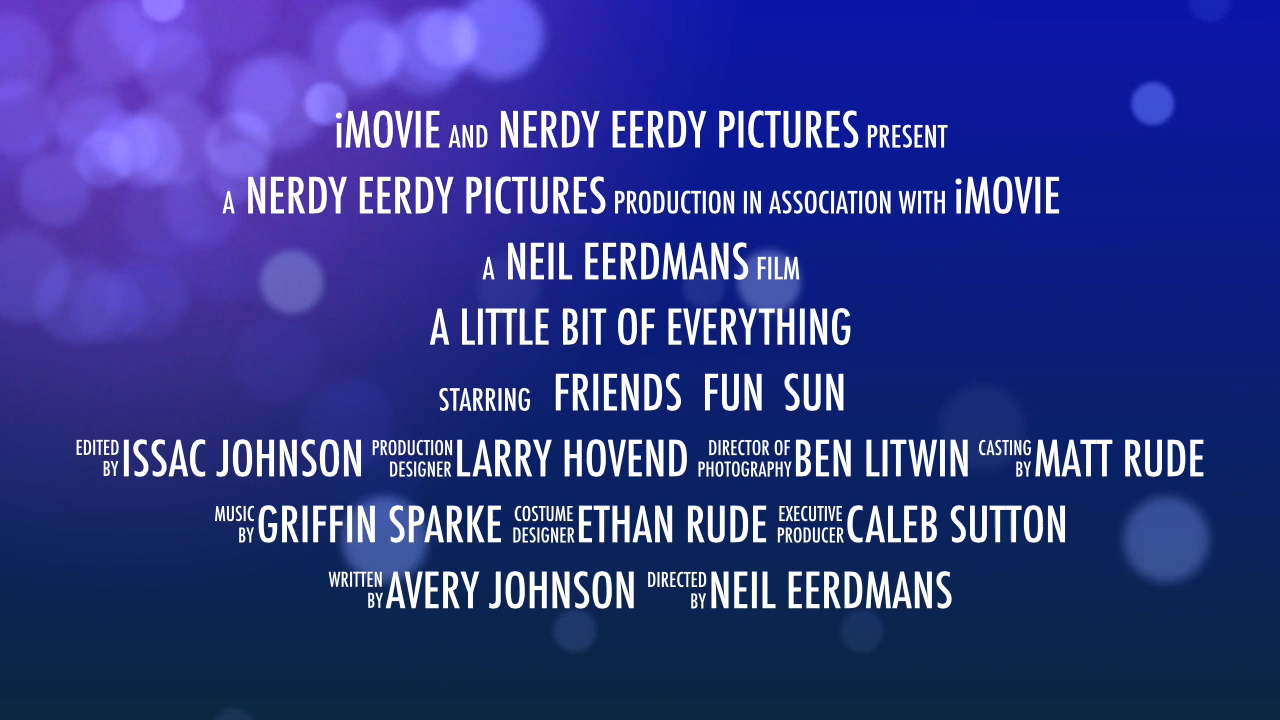 iMOVIE AND NERDY EERDY PICTURES PRESENT
A NERDY EERDY PICTURES PRODUCTION IN ASSOCIATION WITH iMOVIE
A NEIL EERDMANS FILM
A LITTLE BIT OF EVERYTHING
STARRING FRIENDS FUN SUN
EDITED BY ISSAC JOHNSON PRODUCTION DESIGNER LARRY HOVEND DIRECTOR OF PHOTOGRAPHY BEN LITWIN CASTING BY MATT RUDE
MUSIC BY GRIFFIN SPARKE COSTUME DESIGNER ETHAN RUDE EXECUTIVE PRODUCER CALEB SUTTON
WRITTEN BY AVERY JOHNSON DIRECTED BY NEIL EERDMANS